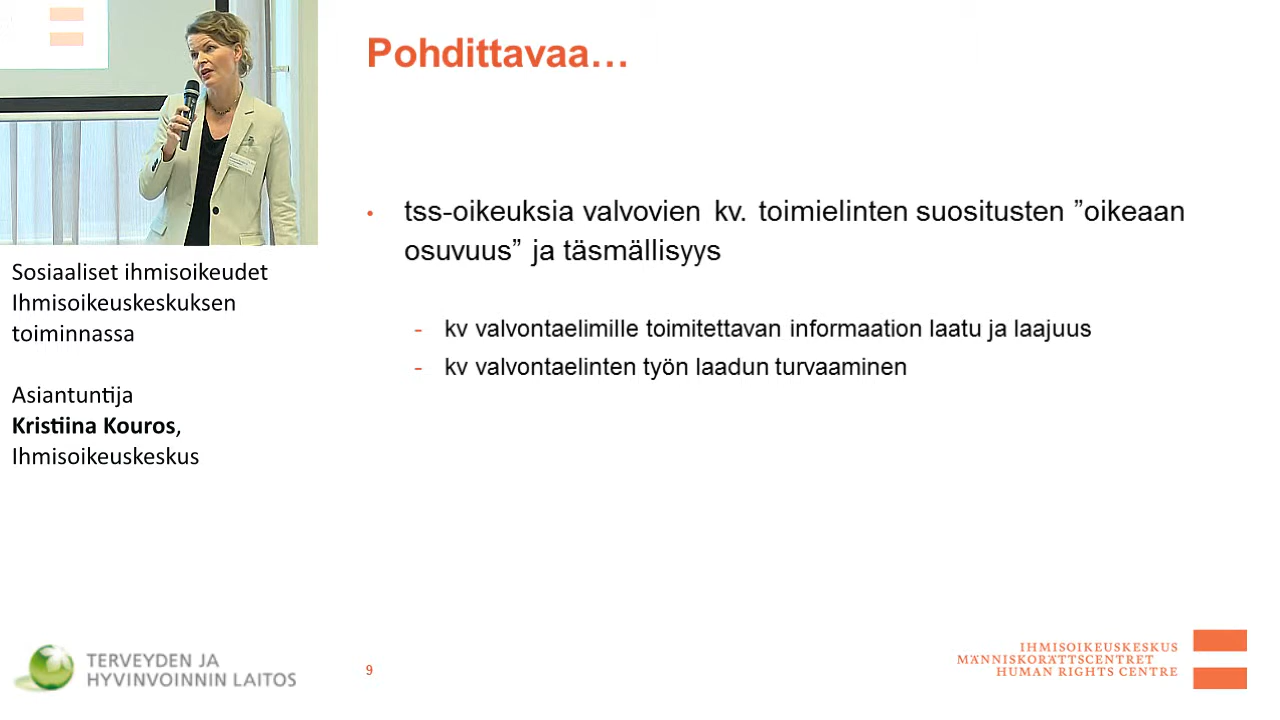 Pohdittavaa…
• tss-oikeuksia valvovien kv. toimielinten suositusten ”oikeaan
osuvuus” ja täsmällisyys
- kv valvontaelimille toimitettavan informaation laatu ja laajuus
- kv valvontaelinten työn laadun turvaaminen
Sosiaaliset ihmisoikeudet
Ihmisoikeuskeskuksen
toiminnassa
Asiantuntija
Kristiina Kouros,
Ihmisoikeuskeskus
TERVEYDEN JA
HYVINVOINNIN LAITOS
9
IHMISOIKEUSKESKUS
MÄNNISKORÄTTSCENTRET
HUMAN RIGHTS CENTRE